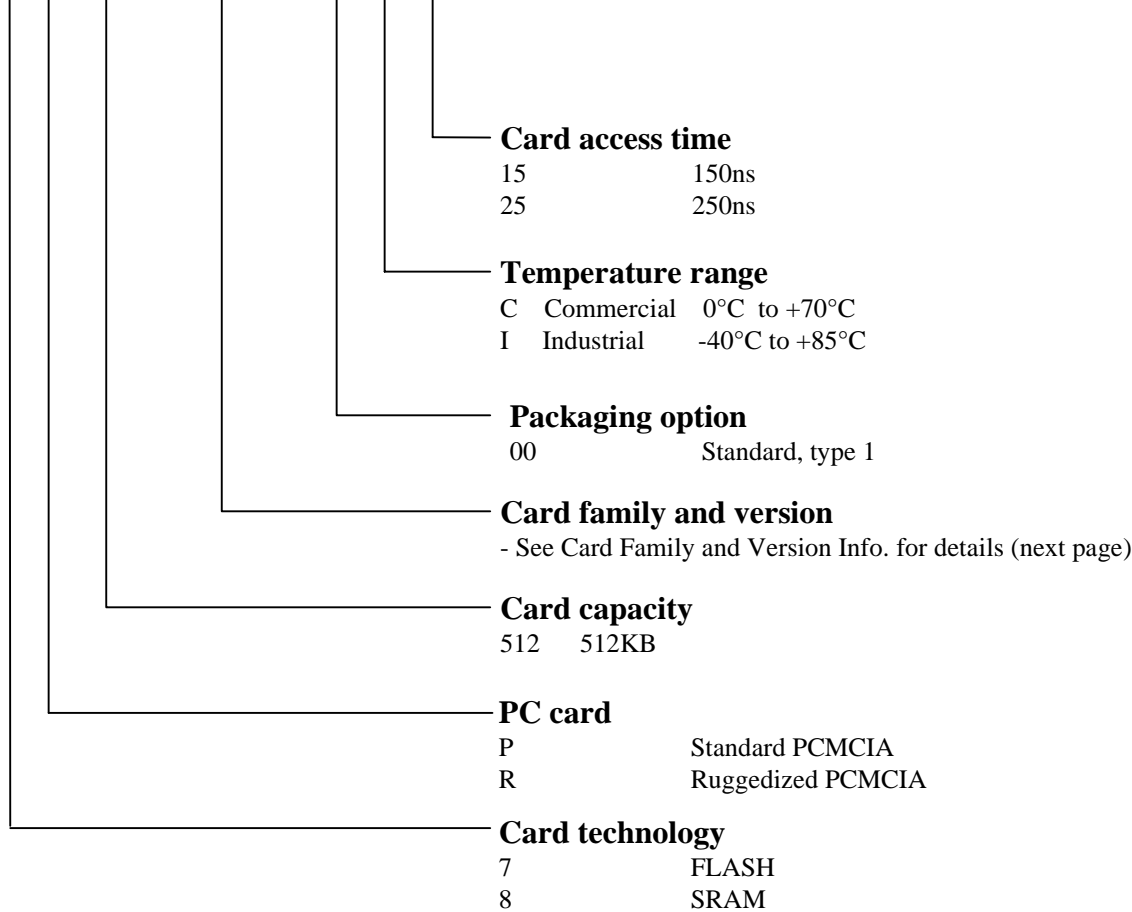 Card access time
15 150ns
25 250ns
Temperature range
C Commercial 0°C to +70°C
I Industrial -40°C to +85°C
Packaging option
00 Standard, type 1
Card family and version
- See Card Family and Version Info. for details (next page)
Card capacity
512 512KB
PC card
P Standard PCMCIA
R Ruggedized PCMCIA
Card technology
7 FLASH
8 SRAM